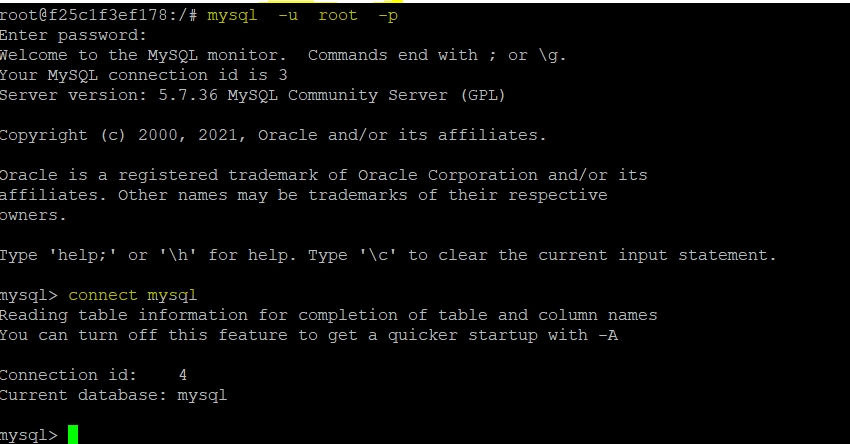 root@f25c1f3ef178:/# mysql  -u  root  -p
Enter password:
Welcome to the MySQL monitor.  Commands end with ; or \g.
Your MySQL connection id is 3
Server version: 5.7.36 MySQL Community Server (GPL)
Copyright (c) 2000, 2021, Oracle and/or its affiliates.
Oracle is a registered trademark of Oracle Corporation and/or its
affiliates. Other names may be trademarks of their respective
owners.
Type 'help;' or '\h' for help. Type '\c' to clear the current input statement.
mysql> connect mysql
Reading table information for completion of table and column names
You can turn off this feature to get a quicker startup with -A
Connection id:    4
Current database: mysql
mysql>